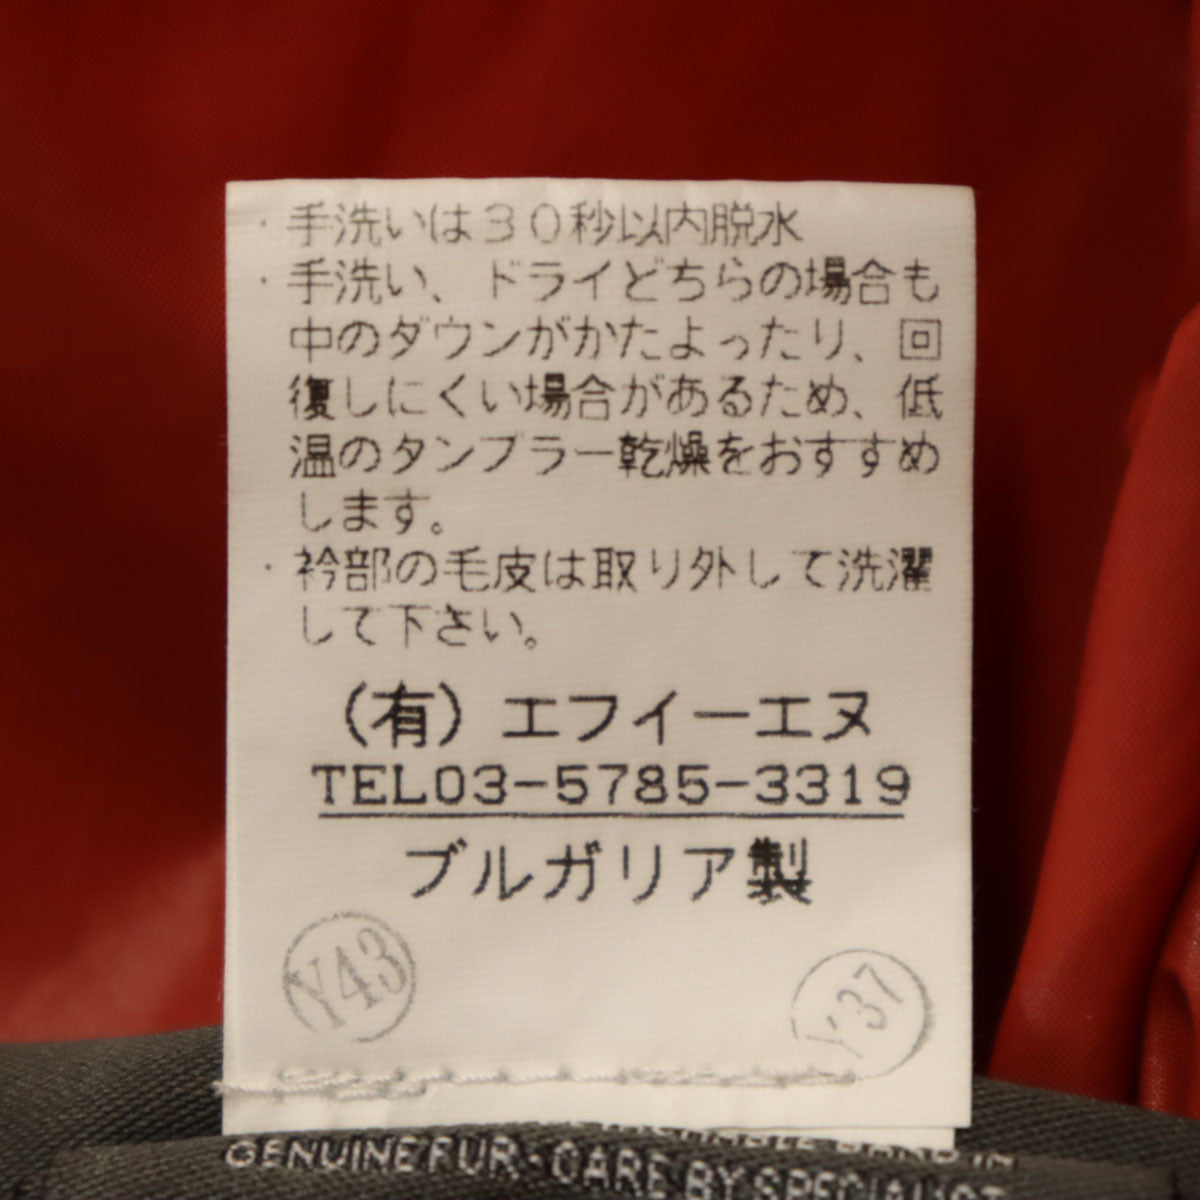 ・手洗いは30秒以内脱水
・手洗い、ドライどちらの場合も
中のダウンがかたよったり、回
復しにくい場合があるため、低
温のタンブラー乾燥をおすすめ
します。
・衿部の毛皮は取り外して洗濯
して下さい。
(有)エフイーエヌ
TEL03-5785-3319
ブルガリア製
Y43
Y37
GENUINE FUR - CARE BY SPECIALIST